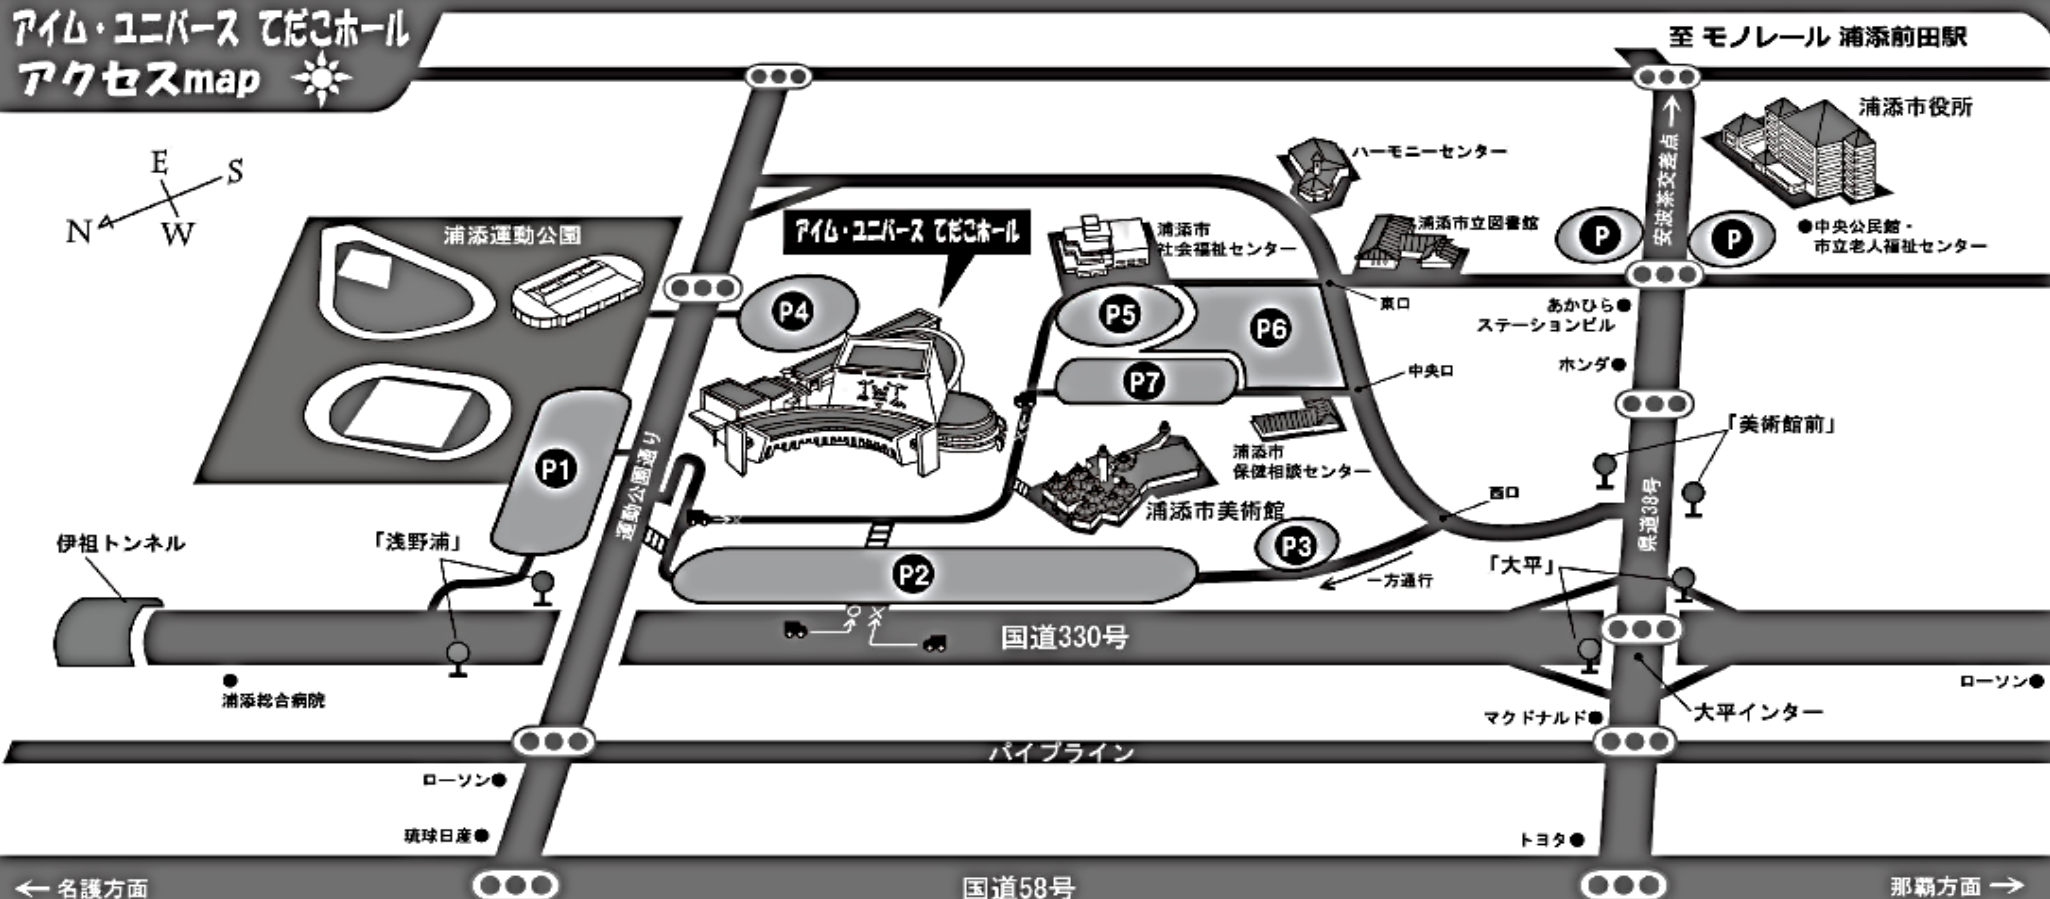 アイム・ユニバース てだこホール
アクセスmap
至 モノレール 浦添前田駅
浦添市役所
安波茶交差点→
E
S
N
W
ハーモニーセンター
浦添市立図書館
P
P
中央公民館・
市立老人福祉センター
浦添運動公園
アイム・ユニバース てだこホール
浦添市
社会福祉センター
P4
P5
P6
P7
東口
中央口
あかひら
ステーションビル
ホンダ
「美術館前」
P1
運動公園通り
浦添市
保健相談センター
浦添市美術館
西口
県道38号
伊祖トンネル
「浅野浦」
P2
P3
一方通行
「大平」
国道330号
浦添総合病院
ローソン
マクドナルド
大平インター
パイプライン
ローソン
琉球日産
トヨタ
← 名護方面
国道58号
那覇方面 →